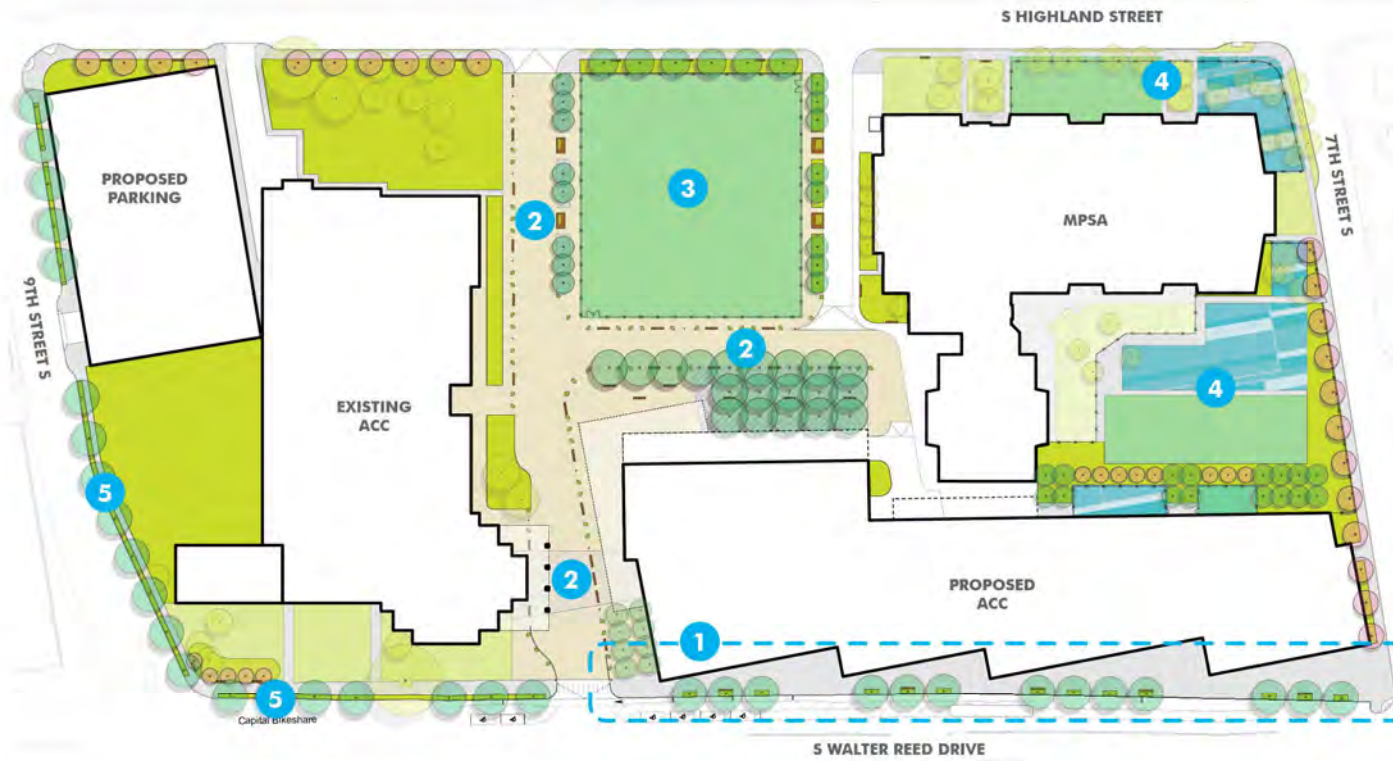 S HIGHLAND STREET
4
PROPOSED
PARKING
3
7TH STREET S
2
MPSA
9TH STREET S
2
EXISTING
ACC
4
5
2
PROPOSED
ACC
1
5
Capital Bikeshare
S WALTER REED DRIVE